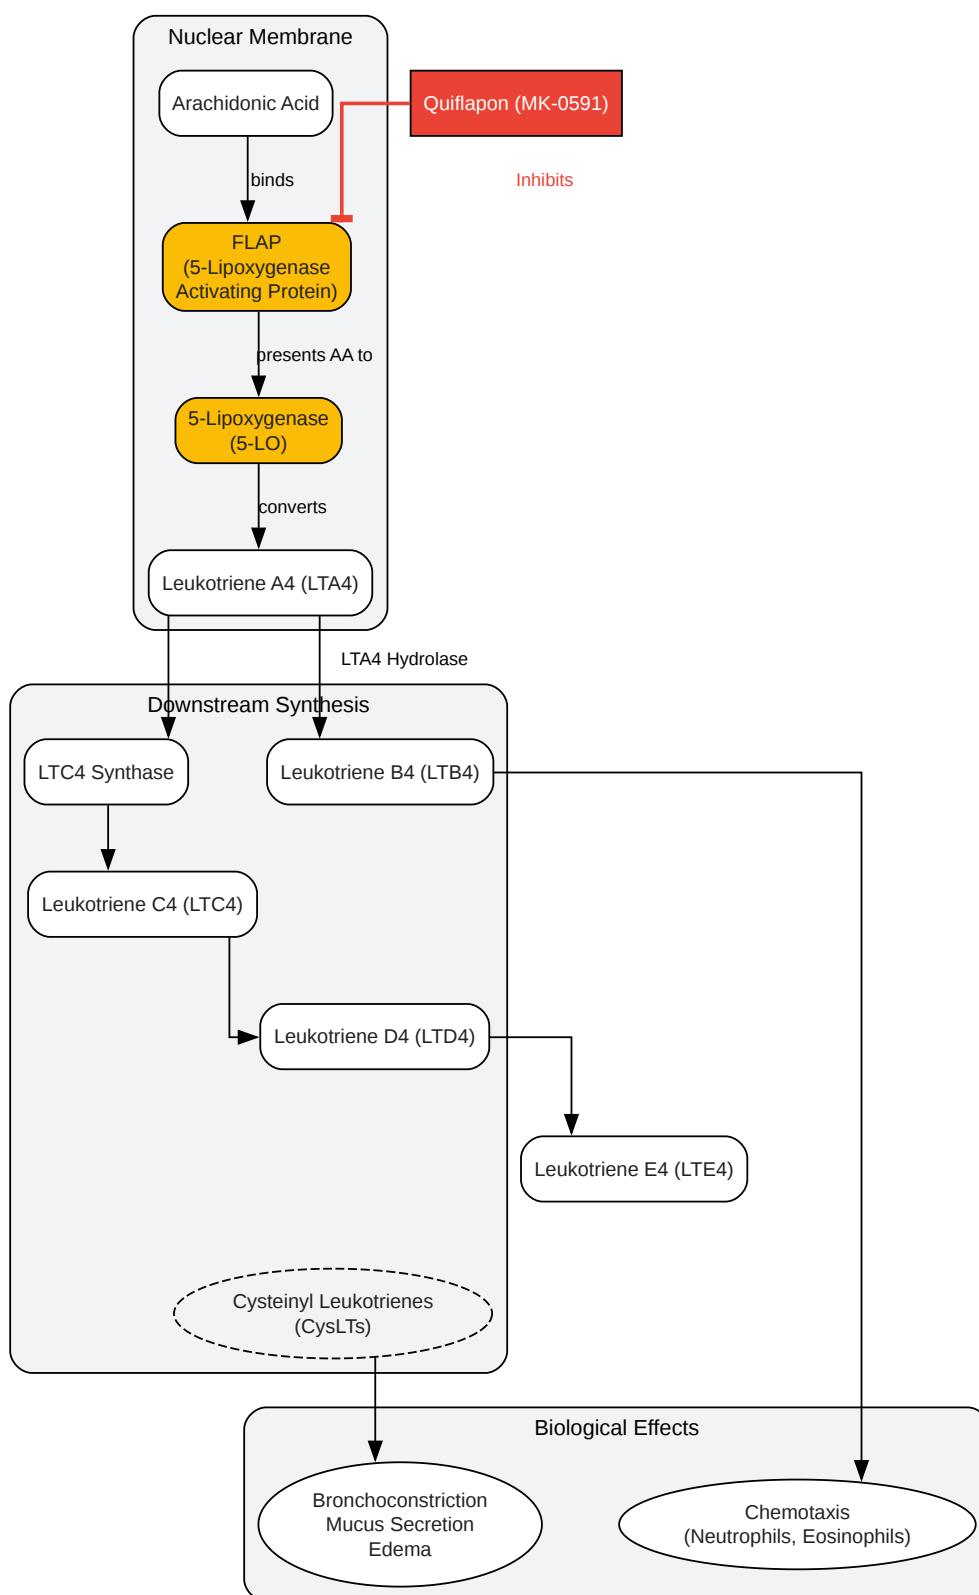 Nuclear Membrane
Arachidonic Acid
Quiflapon (MK-0591)
binds
Inhibits
FLAP
(5-Lipoxygenase
Activating Protein)
presents AA to
5-Lipoxygenase
(5-LO)
converts
Leukotriene A4 (LTA4)
LTA4 Hydrolase
Downstream Synthesis
LTC4 Synthase
Leukotriene B4 (LTB4)
Leukotriene C4 (LTC4)
Leukotriene D4 (LTD4)
Leukotriene E4 (LTE4)
Cysteinyl Leukotrienes
(CysLTs)
Biological Effects
Bronchoconstriction
Mucus Secretion
Edema
Chemotaxis
(Neutrophils, Eosinophils)